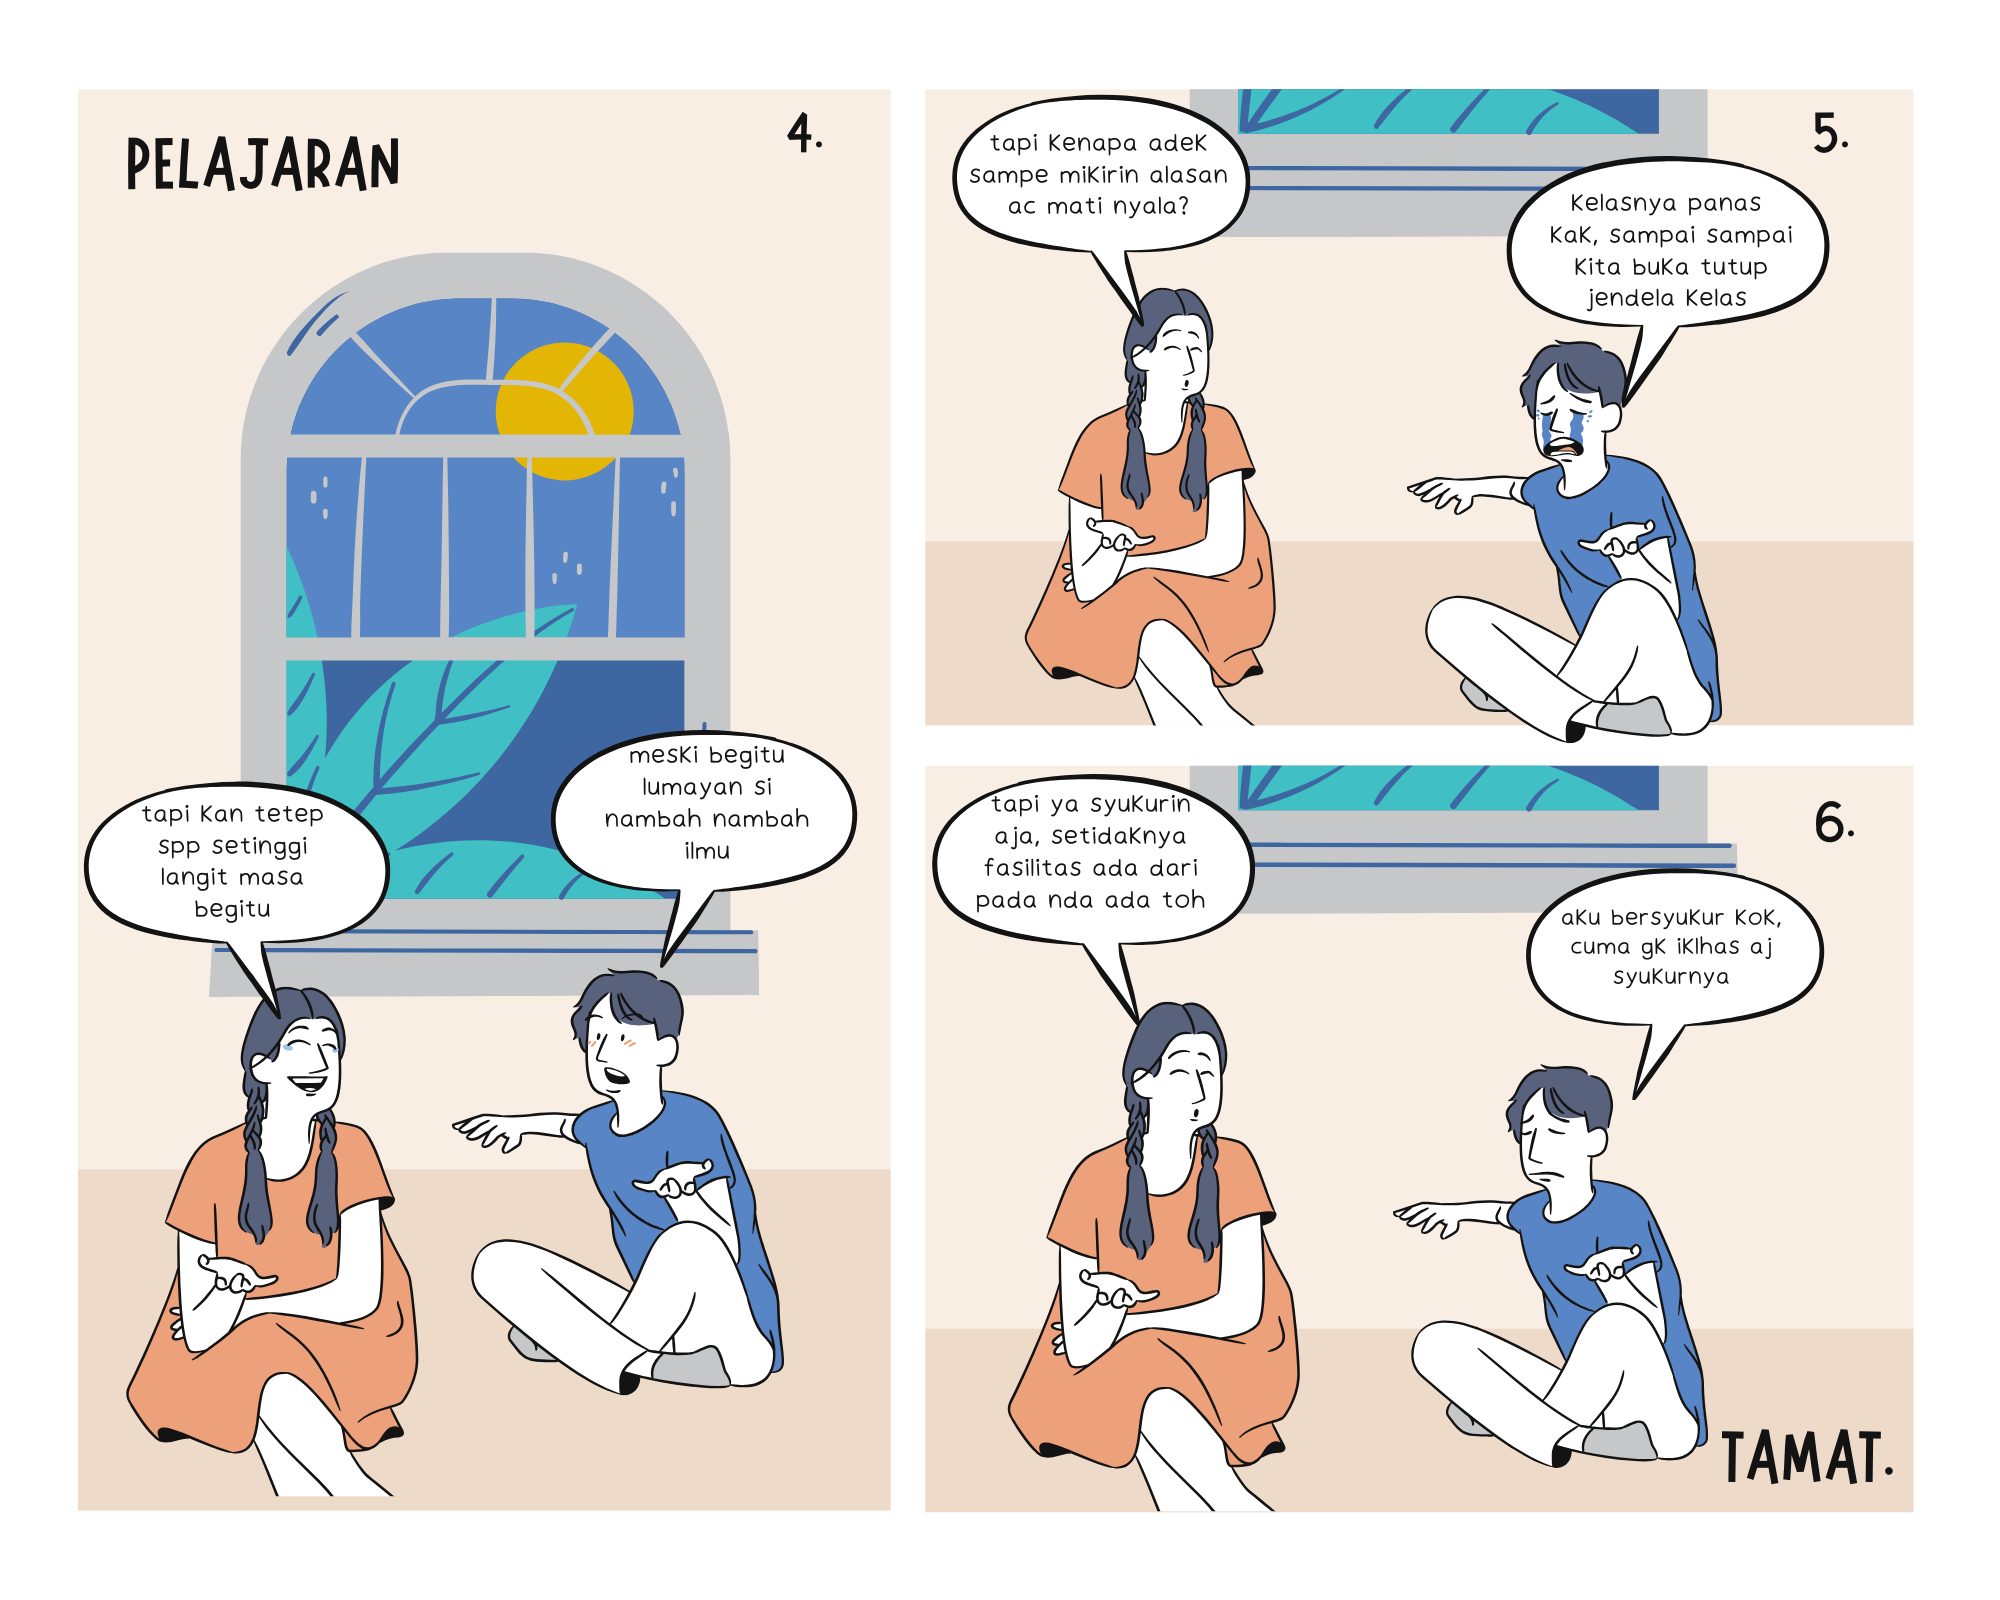 PELAJARAN
4.
tapi kan tetep
spp setinggi
langit masa
begitu
meski begitu
lumayan si
nambah nambah
ilmu
5.
tapi kenapa adek
sampe mikirin alasan
ac mati nyala?
kelasnya panas
kak, sampai sampai
kita buka tutup
jendela kelas
6.
tapi ya syukurin
aja, setidaknya
fasilitas ada dari
pada nda ada toh
aku bersyukur kok,
cuma gk iklhas aj
syukurnya
TAMAT.